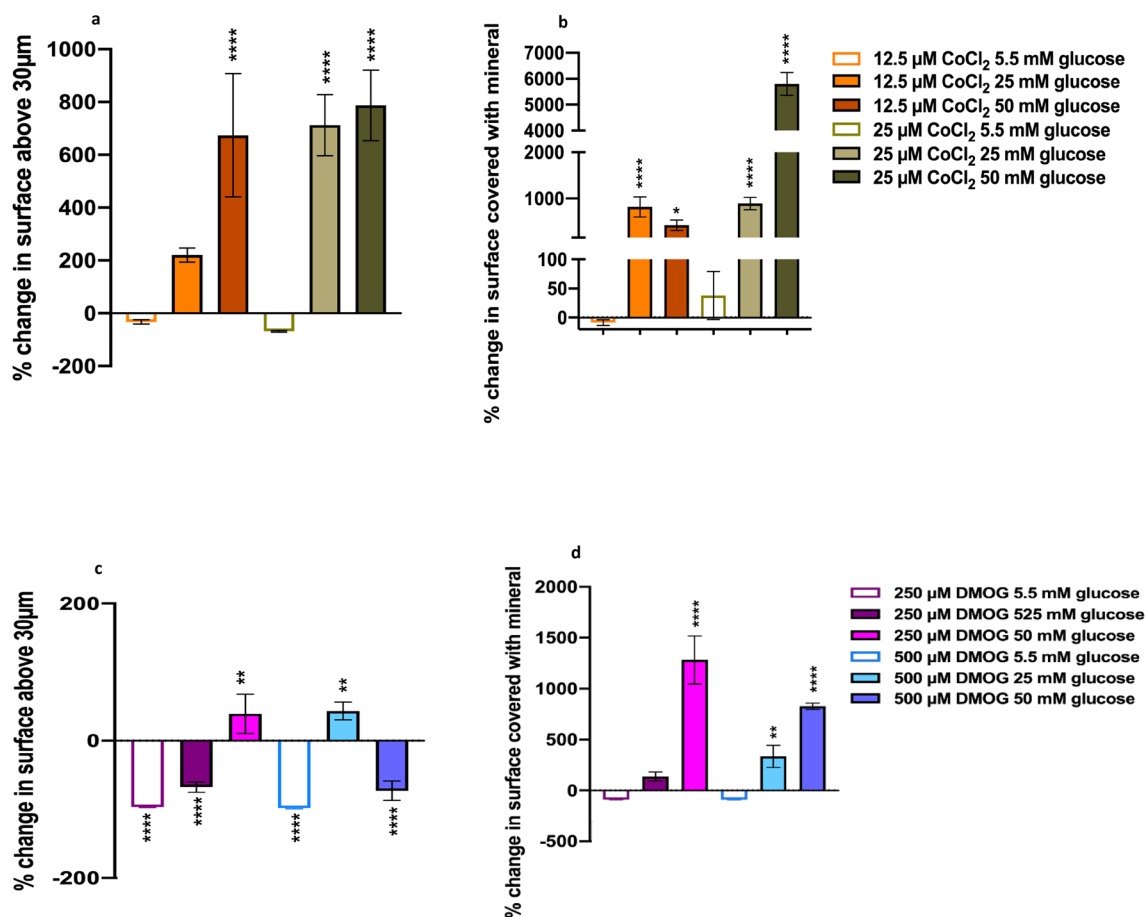 a
% change in surface above 30µm
1000
800
600
400
200
0
-200
****
****
****
b
% change in surface covered with mineral
7000
6000
5000
4000
2000
1000
100
50
0
****
*
****
****
12.5 µM CoCl₂ 5.5 mM glucose
12.5 µM CoCl₂ 25 mM glucose
12.5 µM CoCl₂ 50 mM glucose
25 µM CoCl₂ 5.5 mM glucose
25 µM CoCl₂ 25 mM glucose
25 µM CoCl₂ 50 mM glucose
c
% change in surface above 30µm
200
0
-200
****
****
**
****
**
****
d
% change in surface covered with mineral
2000
1500
1000
500
0
-500
****
**
****
250 µM DMOG 5.5 mM glucose
250 µM DMOG 525 mM glucose
250 µM DMOG 50 mM glucose
500 µM DMOG 5.5 mM glucose
500 µM DMOG 25 mM glucose
500 µM DMOG 50 mM glucose